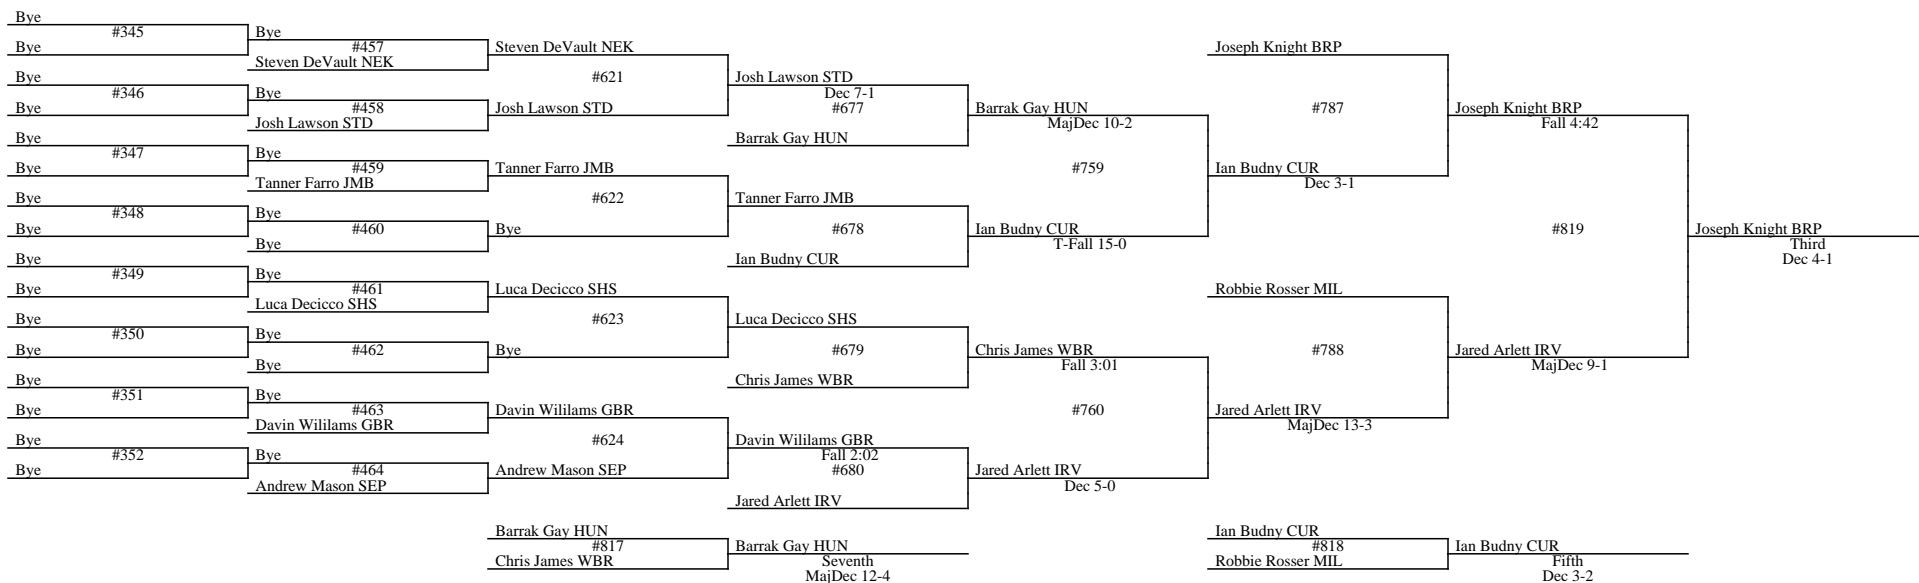 Bye
#345
Bye
Bye
#457
Steven DeVault NEK
Steven DeVault NEK
#621
Bye
#346
Bye
Bye
#458
Josh Lawson STD
Josh Lawson STD
Josh Lawson STD
Dec 7-1
#677
Barrak Gay HUN
Bye
#347
Bye
Bye
#459
Tanner Farro JMB
Tanner Farro JMB
#622
Bye
#348
Bye
Bye
#460
Bye
Bye
Tanner Farro JMB
#678
Ian Budny CUR
Barrak Gay HUN
MajDec 10-2
#759
Ian Budny CUR
T-Fall 15-0
Bye
#349
Bye
Bye
#461
Luca Decicco SHS
Luca Decicco SHS
#623
Bye
#350
Bye
Bye
#462
Bye
Bye
Luca Decicco SHS
#679
Chris James WBR
Bye
#351
Bye
Bye
#463
Davin Wililams GBR
Davin Wililams GBR
#624
Bye
#352
Bye
Bye
#464
Andrew Mason SEP
Andrew Mason SEP
Davin Wililams GBR
Fall 2:02
#680
Jared Arlett IRV
Chris James WBR
Fall 3:01
#760
Jared Arlett IRV
Dec 5-0
Joseph Knight BRP
#787
Ian Budny CUR
Dec 3-1
Joseph Knight BRP
Fall 4:42
#819
Robbie Rosser MIL
#788
Jared Arlett IRV
MajDec 13-3
Jared Arlett IRV
MajDec 9-1
Joseph Knight BRP
Third
Dec 4-1
Barrak Gay HUN
#817
Chris James WBR
Barrak Gay HUN
Seventh
MajDec 12-4
Ian Budny CUR
#818
Robbie Rosser MIL
Ian Budny CUR
Fifth
Dec 3-2